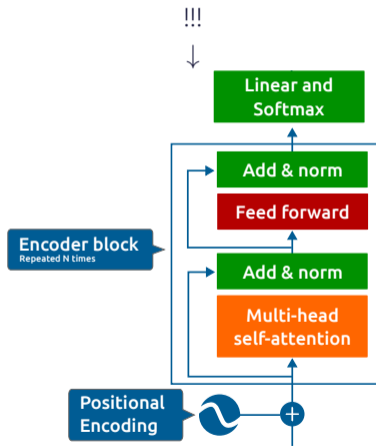 !!!
Linear and
Softmax
Add & norm
Feed forward
Encoder block
Repeated N times
Add & norm
Multi-head
self-attention
Positional
Encoding